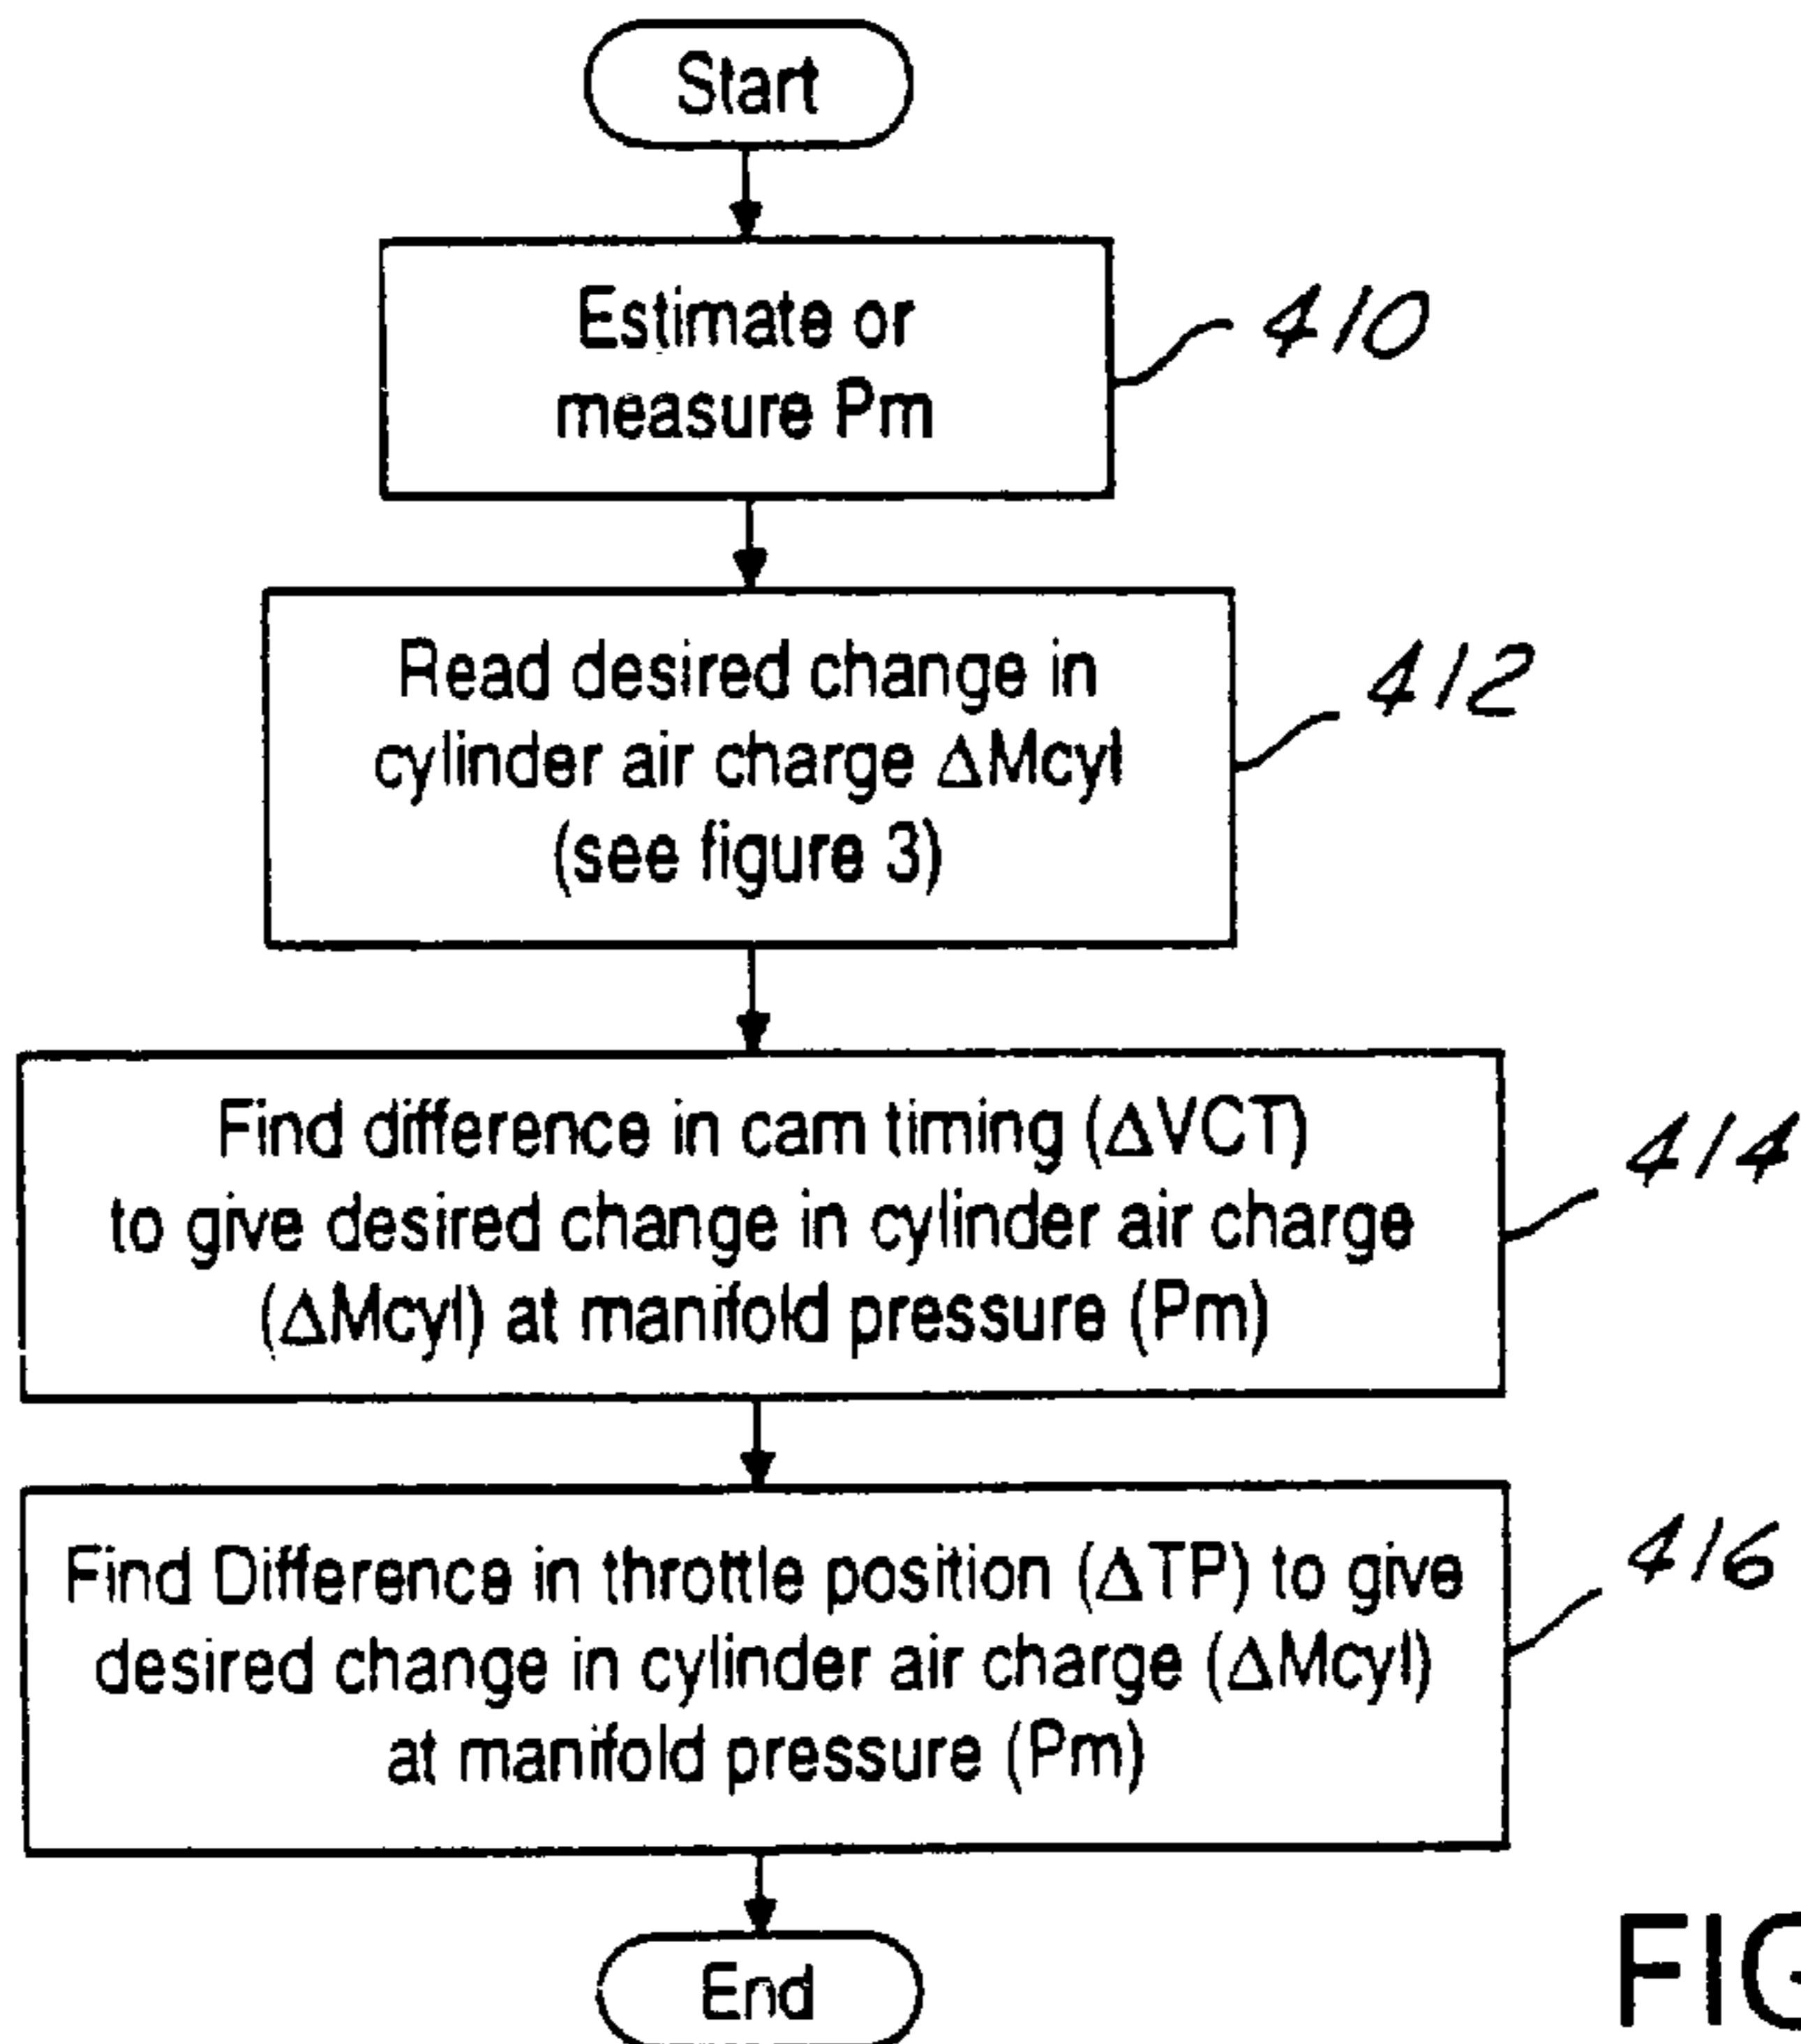 Start
Estimate or
measure Pm
410
Read desired change in
cylinder air charge ΔMcyl
(see figure 3)
412
Find difference in cam timing (ΔVCT)
to give desired change in cylinder air charge
(ΔMcyl) at manifold pressure (Pm)
414
Find Difference in throttle position (ΔTP) to give
desired change in cylinder air charge (ΔMcyl)
at manifold pressure (Pm)
416
End